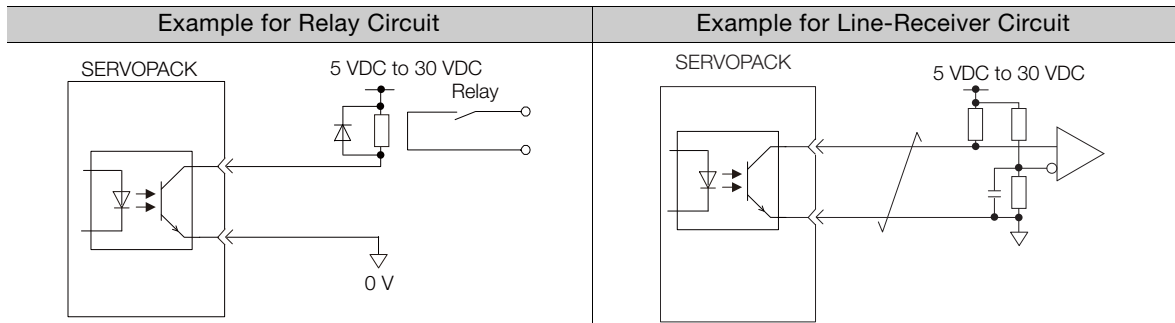 Example for Relay Circuit
Example for Line-Receiver Circuit
SERVOPACK
5 VDC to 30 VDC
Relay
0 V
SERVOPACK
5 VDC to 30 VDC